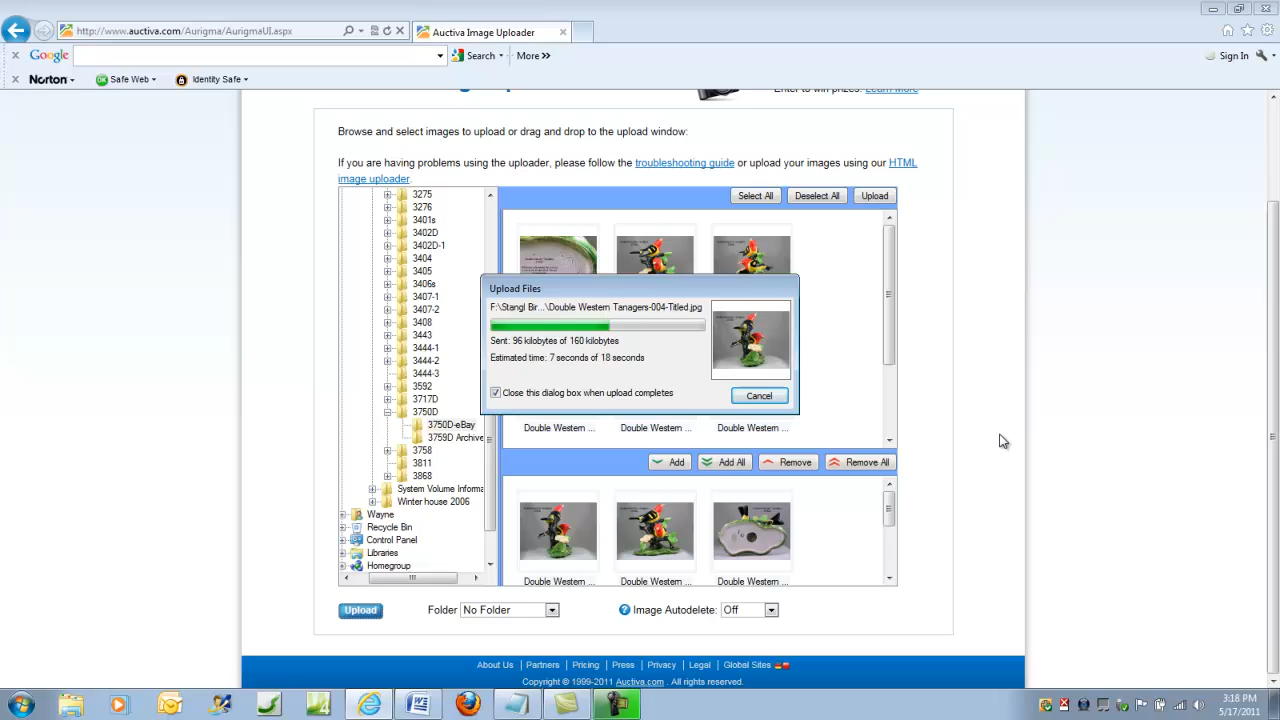 http://www.auctiva.com/Aurigma/AurigmaUI.aspx
Auctiva Image Uploader
Google
Search
More »
Sign In
Norton
OK Safe Web
Identity Safe
Enter to win prizes. Learn More
Browse and select images to upload or drag and drop to the upload window:
If you are having problems using the uploader, please follow the troubleshooting guide or upload your images using our HTML
image uploader.
3275
3276
3401s
3402D
3402D-1
3404
3405
3406s
3407-1
3407-2
3408
3443
3444-1
3444-2
3444-3
3592
3717D
3750D
3750D-eBay
3759D Archive
3758
3811
3868
System Volume Informa
Winter house 2006
Wayne
Recycle Bin
Control Panel
Libraries
Homegroup
Select All
Deselect All
Upload
Upload Files
F:\Stangl Bir...\Double Western Tanagers-004-Titled.jpg
Sent: 96 kilobytes of 160 kilobytes
Estimated time: 7 seconds of 18 seconds
Close this dialog box when upload completes
Cancel
Double Western ...
Double Western ...
Double Western ...
Add
Add All
Remove
Remove All
Double Western ...
Double Western ...
Double Western ...
Upload
Folder
No Folder
Image Autodelete:
Off
About Us | Partners | Pricing | Press | Privacy | Legal | Global Sites
Copyright © 1999-2011 Auctiva.com . All rights reserved.
3:18 PM
5/17/2011